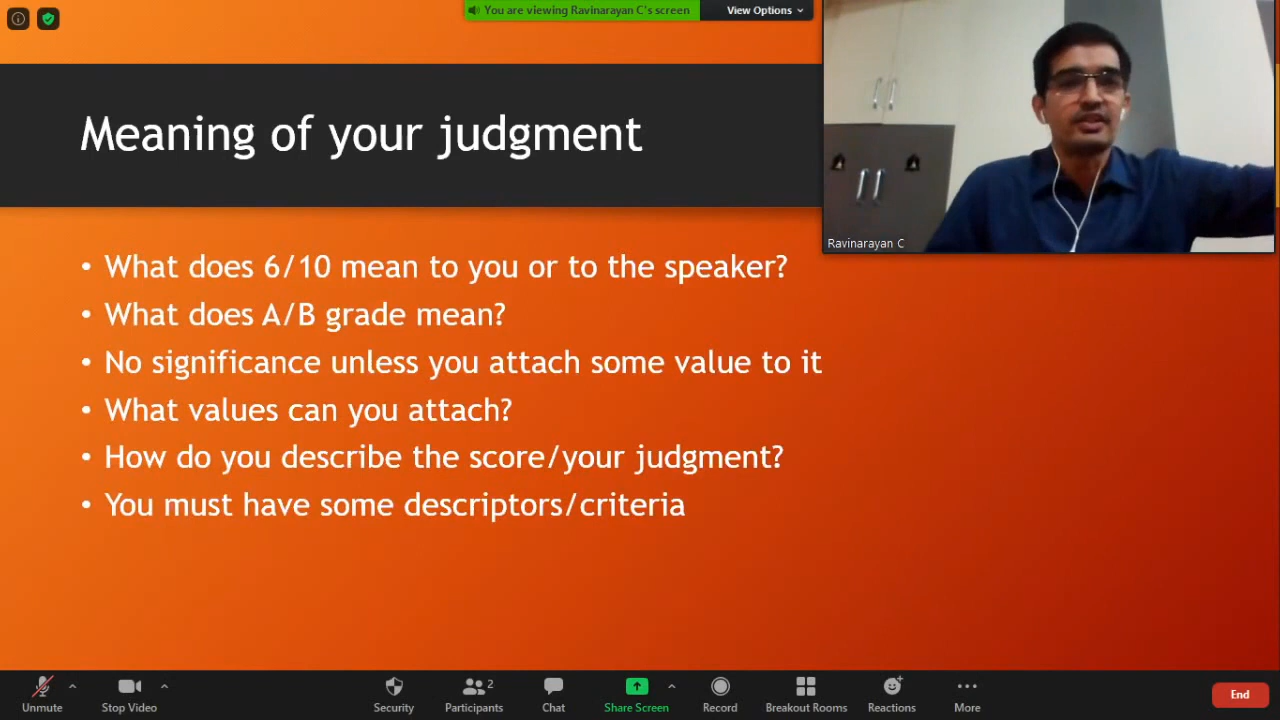 You are viewing Ravinarayan C's screen
View Options
Meaning of your judgment
Ravinarayan C
• What does 6/10 mean to you or to the speaker?
• What does A/B grade mean?
• No significance unless you attach some value to it
• What values can you attach?
• How do you describe the score/your judgment?
• You must have some descriptors/criteria
Unmute
Stop Video
Security
2
Participants
Chat
Share Screen
Record
Breakout Rooms
Reactions
More
End